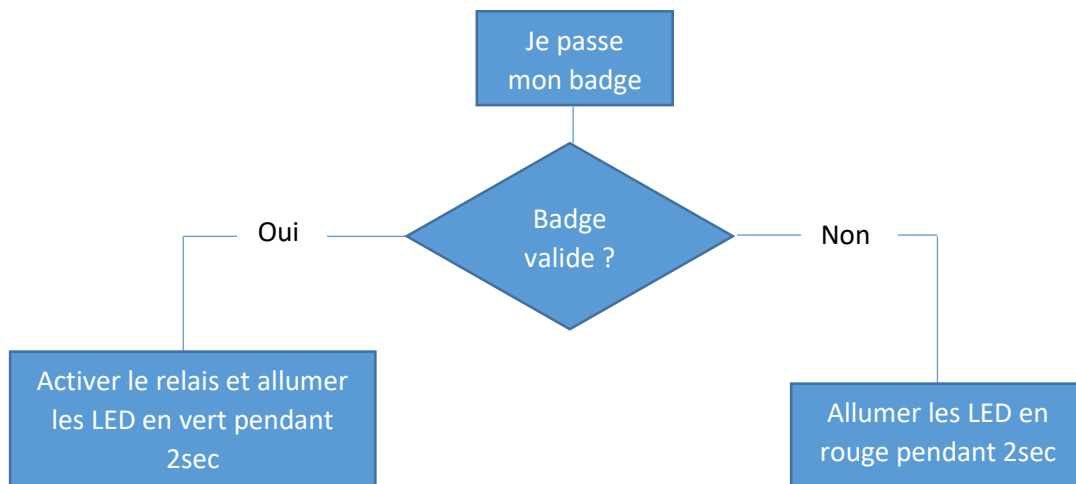 Je passe
mon badge
Badge
valide ?
Oui
Non
Activer le relais et allumer
les LED en vert pendant
2sec
Allumer les LED en
rouge pendant 2sec